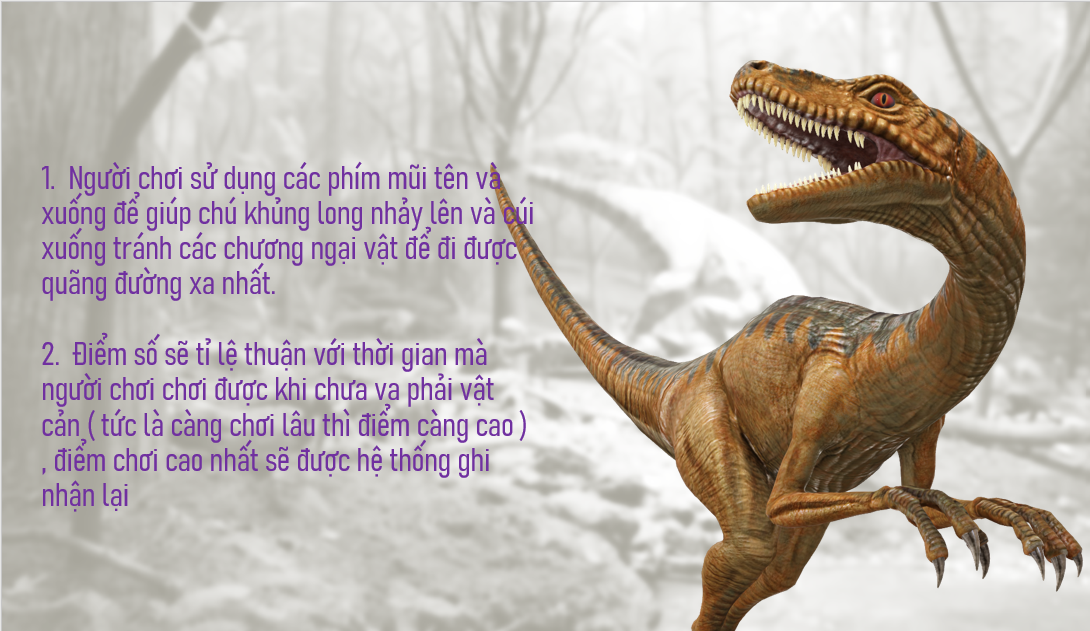 1. Người chơi sử dụng các phím mũi tên và
xuống để giúp chú khủng long nhảy lên và cúi
xuống tránh các chương ngại vật để đi được
quãng đường xa nhất.
2. Điểm số sẽ tỉ lệ thuận với thời gian mà
người chơi chơi được khi chưa va phải vật
cản ( tức là càng chơi lâu thì điểm càng cao )
, điểm chơi cao nhất sẽ được hệ thống ghi
nhận lại